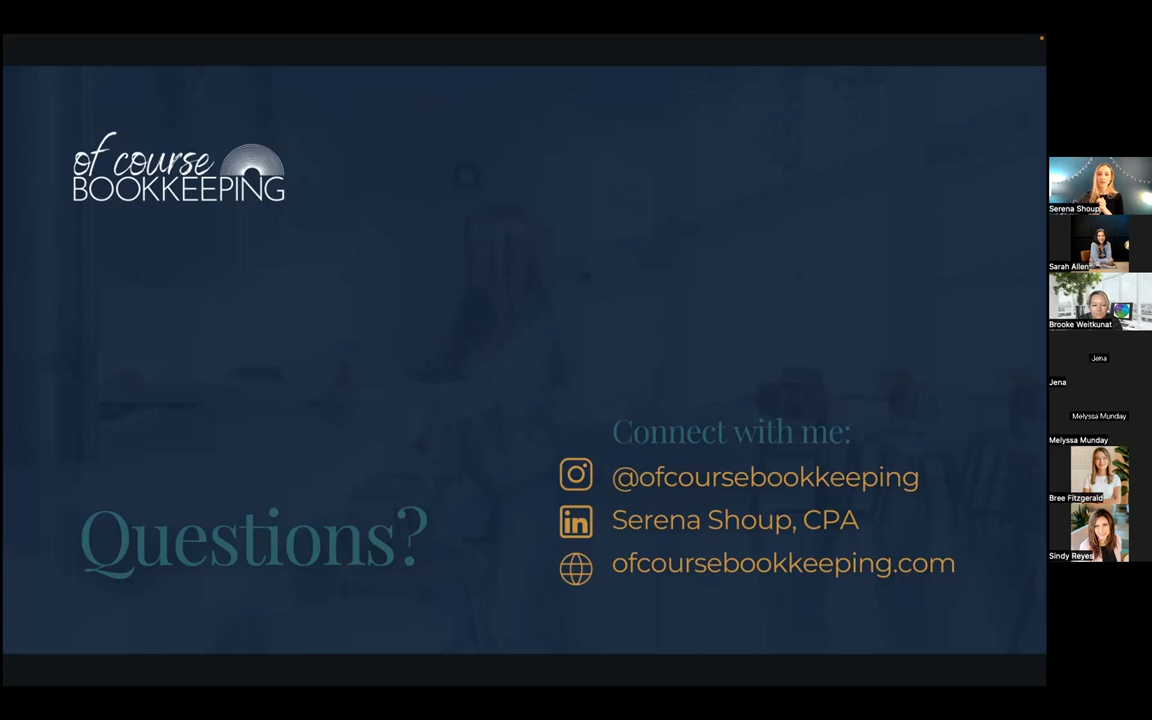 of course
BOOKKEEPING
Questions?
Connect with me:
@ofcoursebookkeeping
Serena Shoup, CPA
ofcoursebookkeeping.com
Serena Shoup
Sarah Allen
Brooke Weitkunat
Jena
Jena
Melyssa Munday
Melyssa Munday
Bree Fitzgerald
Sindy Reyes